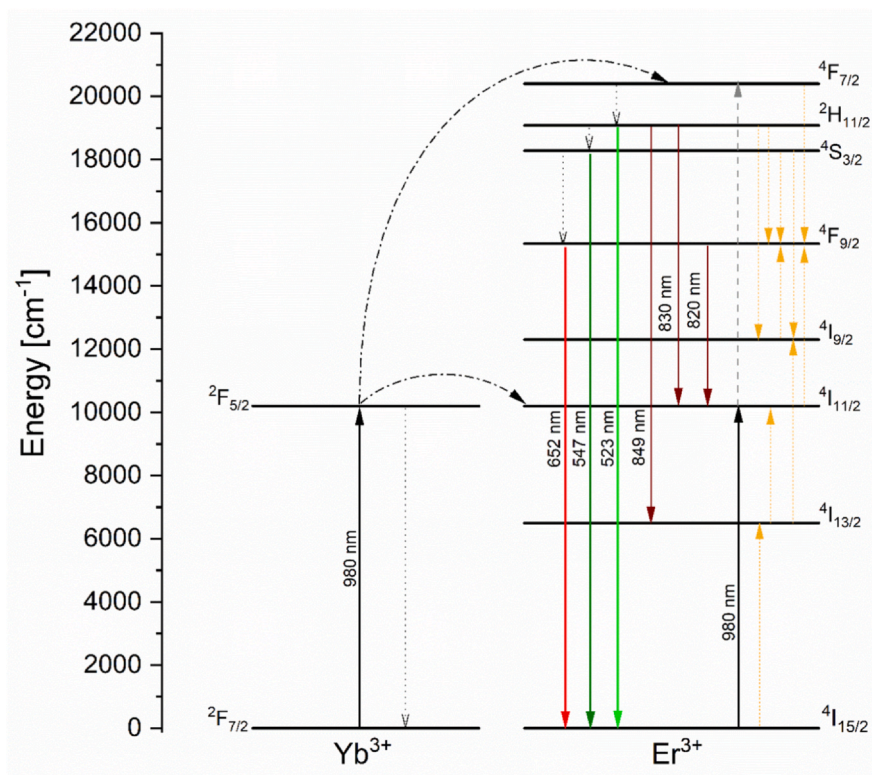 22000
20000
18000
16000
14000
12000
10000
8000
6000
4000
2000
0
Energy [cm⁻¹]
²F₅/₂
²F₇/₂
980 nm
Yb³⁺
⁴F₇/₂
²H₁₁/₂
⁴S₃/₂
⁴F₉/₂
⁴I₉/₂
⁴I₁₁/₂
⁴I₁₃/₂
⁴I₁₅/₂
652 nm
547 nm
523 nm
849 nm
830 nm
820 nm
980 nm
Er³⁺